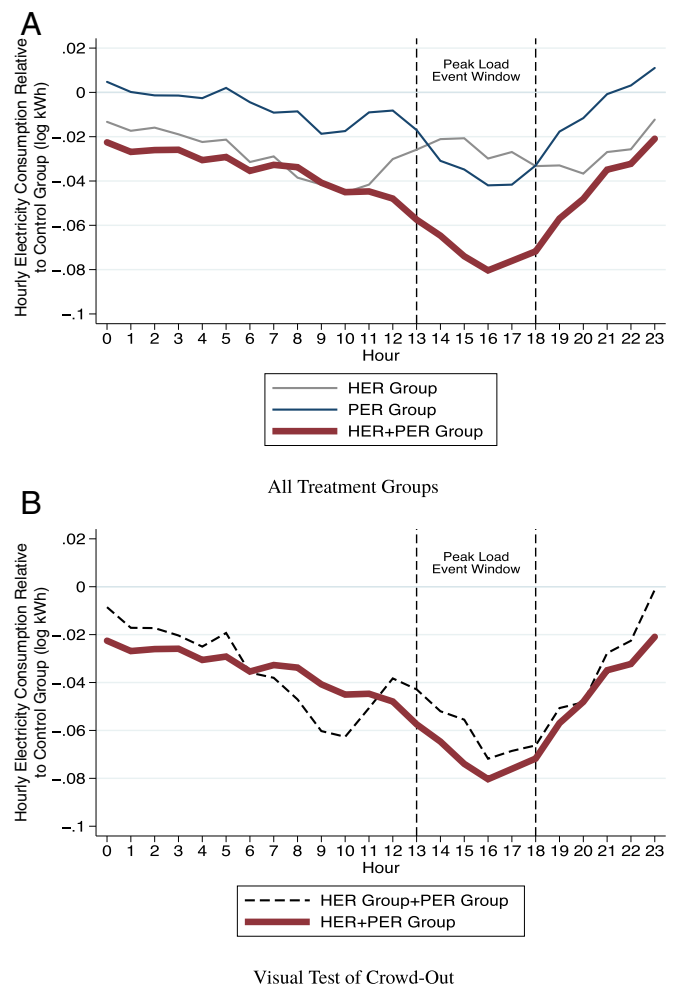 A
Hourly Electricity Consumption Relative
to Control Group (log kWh)
.02
0
−.02
−.04
−.06
−.08
−.1
Peak Load
Event Window
0 1 2 3 4 5 6 7 8 9 10 11 12 13 14 15 16 17 18 19 20 21 22 23
Hour
HER Group
PER Group
HER+PER Group
All Treatment Groups
B
Hourly Electricity Consumption Relative
to Control Group (log kWh)
.02
0
−.02
−.04
−.06
−.08
−.1
Peak Load
Event Window
0 1 2 3 4 5 6 7 8 9 10 11 12 13 14 15 16 17 18 19 20 21 22 23
Hour
HER Group+PER Group
HER+PER Group
Visual Test of Crowd-Out